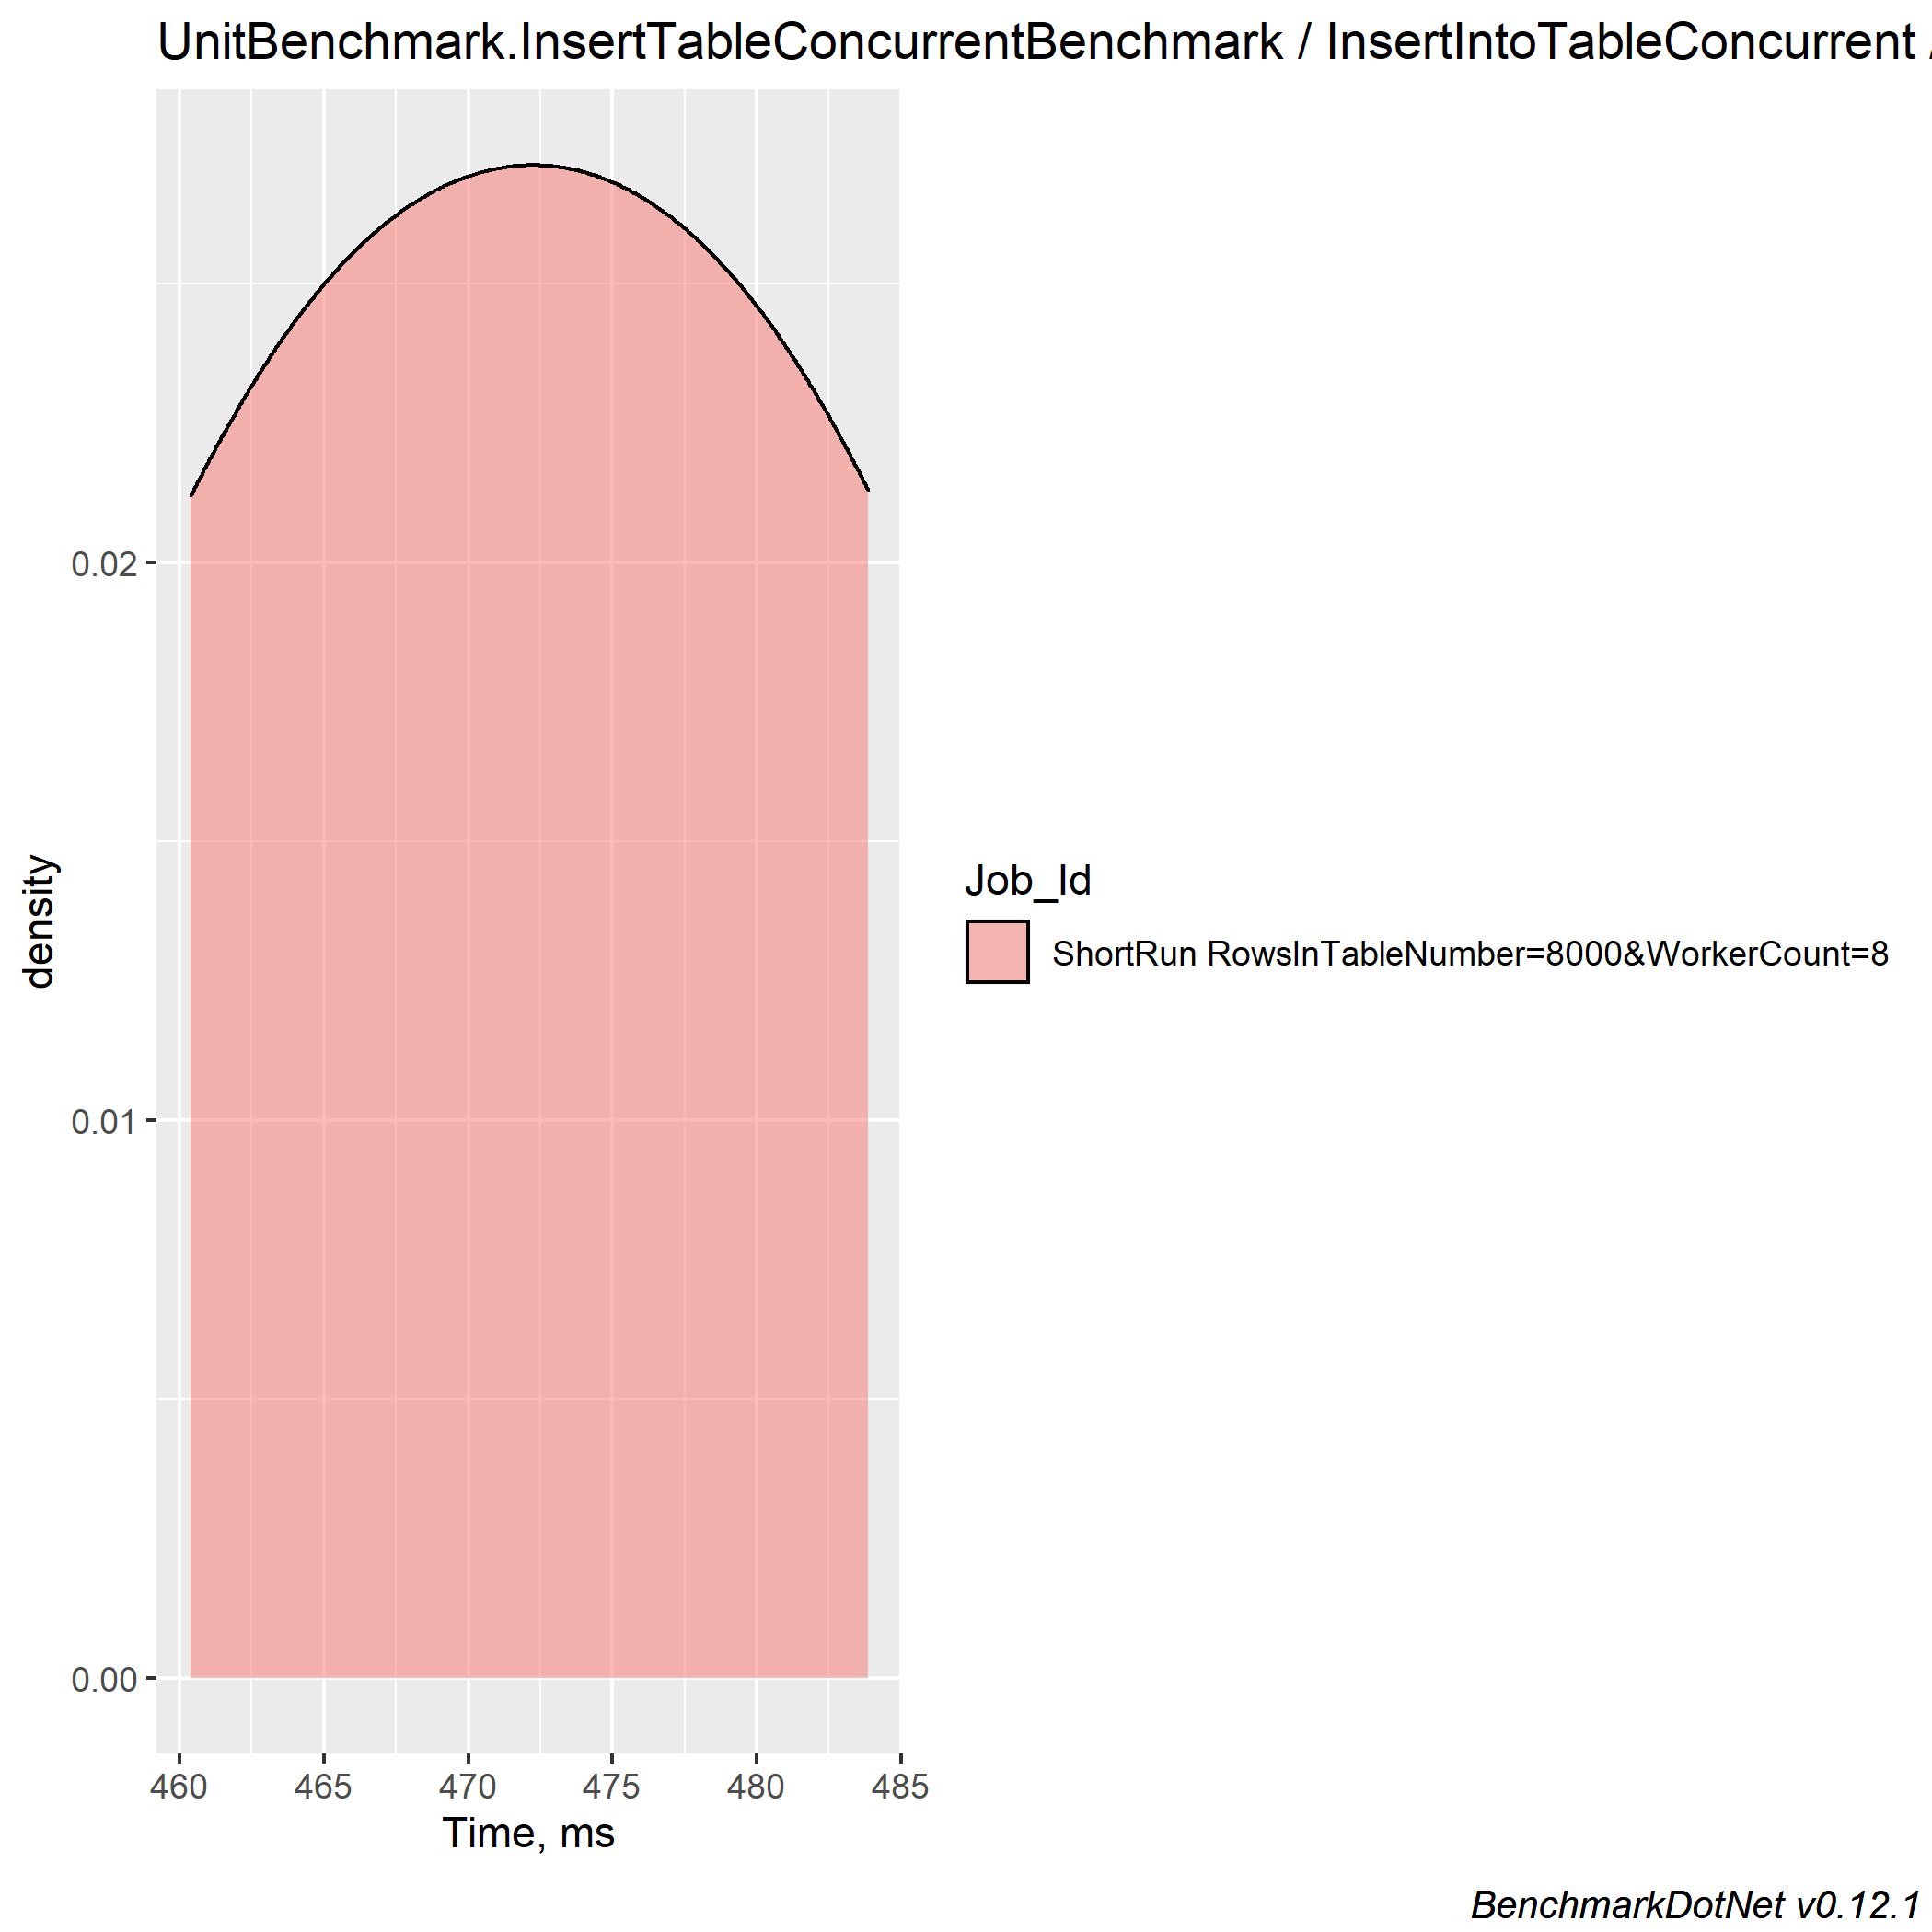 UnitBenchmark.InsertTableConcurrentBenchmark / InsertIntoTableConcurrent /
density
0.02
0.01
0.00
460 465 470 475 480 485
Time, ms
Job_Id
ShortRun RowsInTableNumber=8000&WorkerCount=8
BenchmarkDotNet v0.12.1